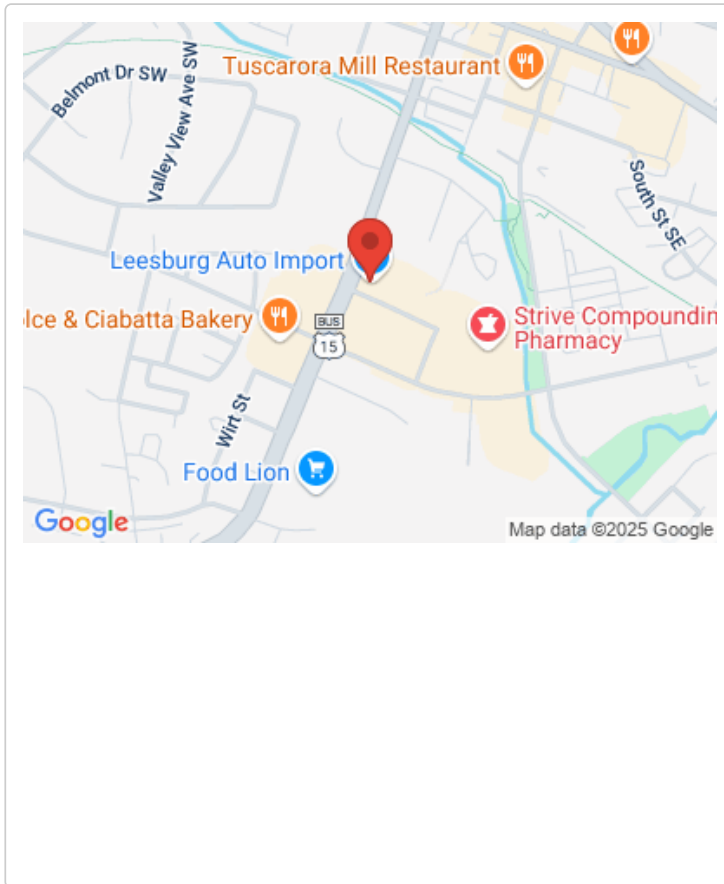 Tuscarora Mill Restaurant
Belmont Dr SW
Valley View Ave SW
South St SE
Leesburg Auto Import
olce & Ciabatta Bakery
BUS
15
Strive Compoundin
Pharmacy
Wirt St
Food Lion
Google
Map data ©2025 Google